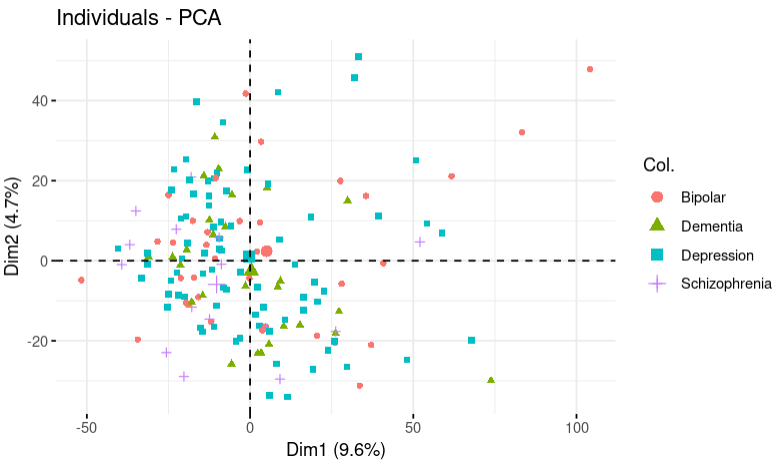 Individuals - PCA
Dim2 (4.7%)
40
20
0
-20
-50
0
50
100
Dim1 (9.6%)
Col.
Bipolar
Dementia
Depression
Schizophrenia